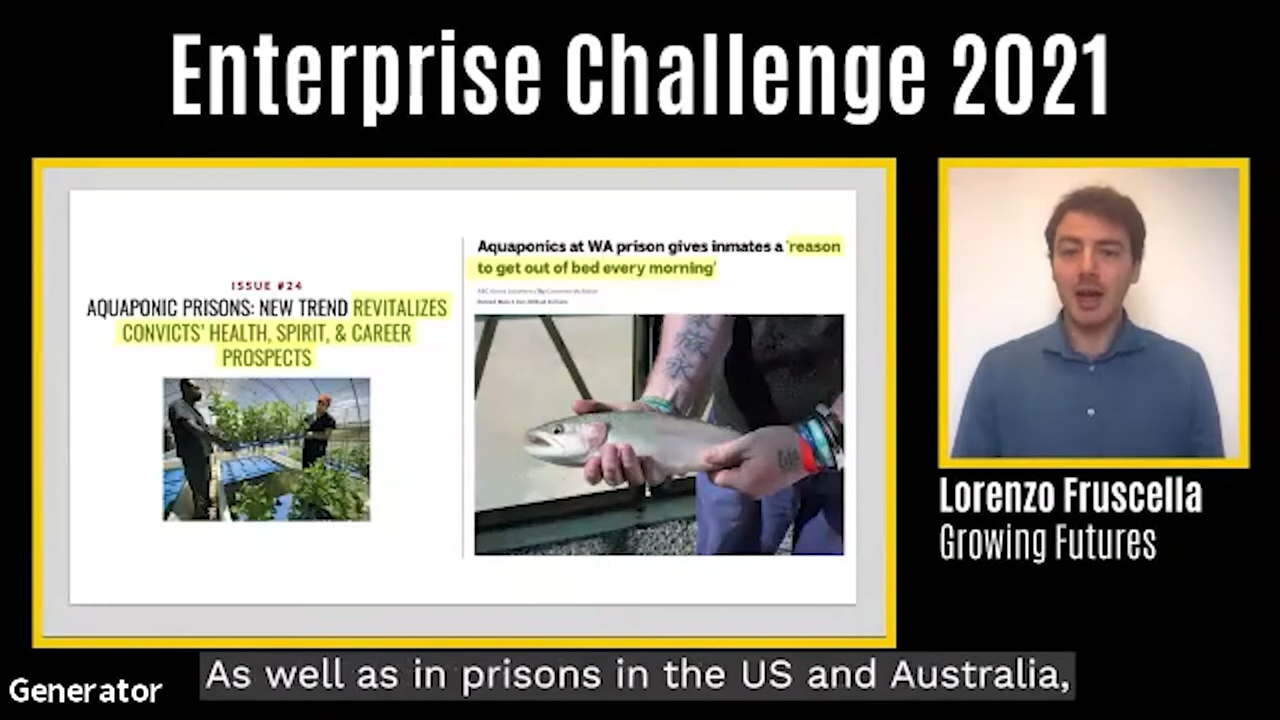 Enterprise Challenge 2021
ISSUE #24
AQUAPONIC PRISONS: NEW TREND REVITALIZES
CONVICTS' HEALTH, SPIRIT, & CAREER
PROSPECTS
Aquaponics at WA prison gives inmates a 'reason
to get out of bed every morning'
Lorenzo Fruscella
Growing Futures
Generator
As well as in prisons in the US and Australia,